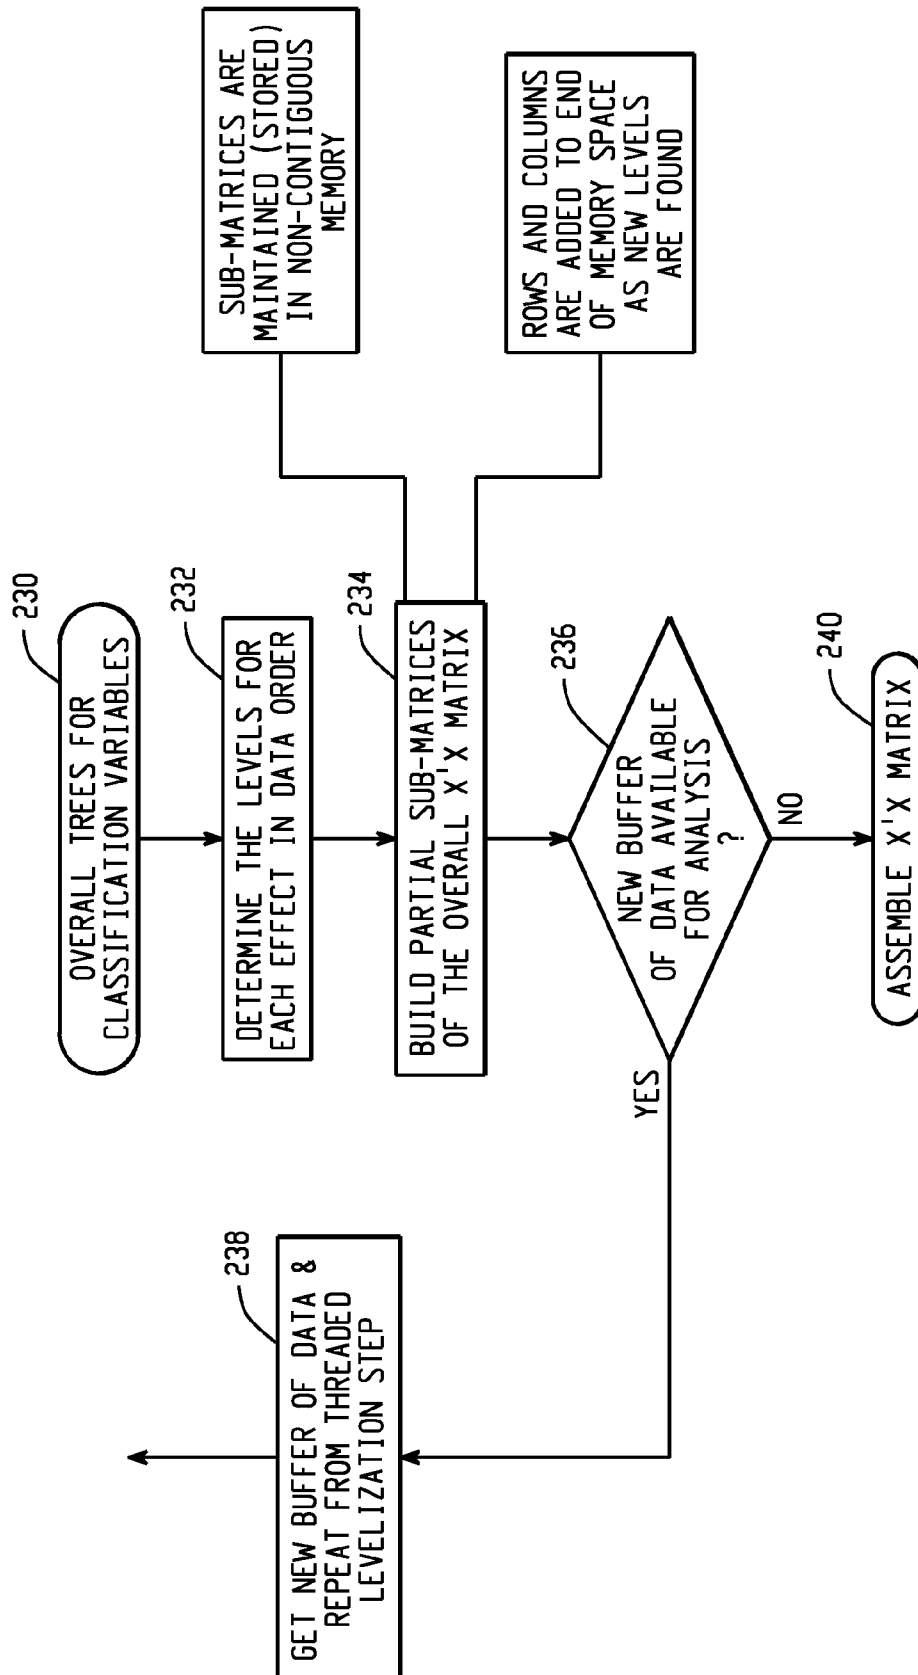 230
OVERALL TREES FOR
CLASSIFICATION VARIABLES
232
DETERMINE THE LEVELS FOR
EACH EFFECT IN DATA ORDER
234
BUILD PARTIAL SUB-MATRICES
OF THE OVERALL X'X MATRIX
SUB-MATRICES ARE
MAINTAINED (STORED)
IN NON-CONTIGUOUS
MEMORY
ROWS AND COLUMNS
ARE ADDED TO END
OF MEMORY SPACE
AS NEW LEVELS
ARE FOUND
236
NEW BUFFER
OF DATA AVAILABLE
FOR ANALYSIS
?
YES
NO
238
GET NEW BUFFER OF DATA &
REPEAT FROM THREADED
LEVELIZATION STEP
240
ASSEMBLE X'X MATRIX